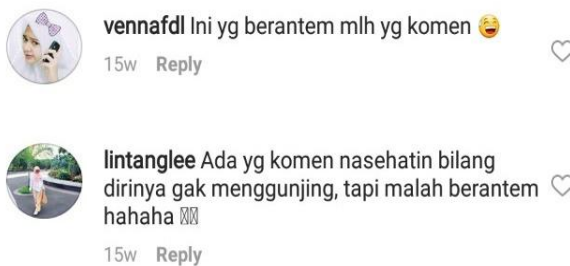 vennafdl Ini yg berantem mlh yg komen 😅
15w Reply
lintanglee Ada yg komen nasehatin bilang
dirinya gak menggunjing, tapi malah berantem
hahaha
15w Reply